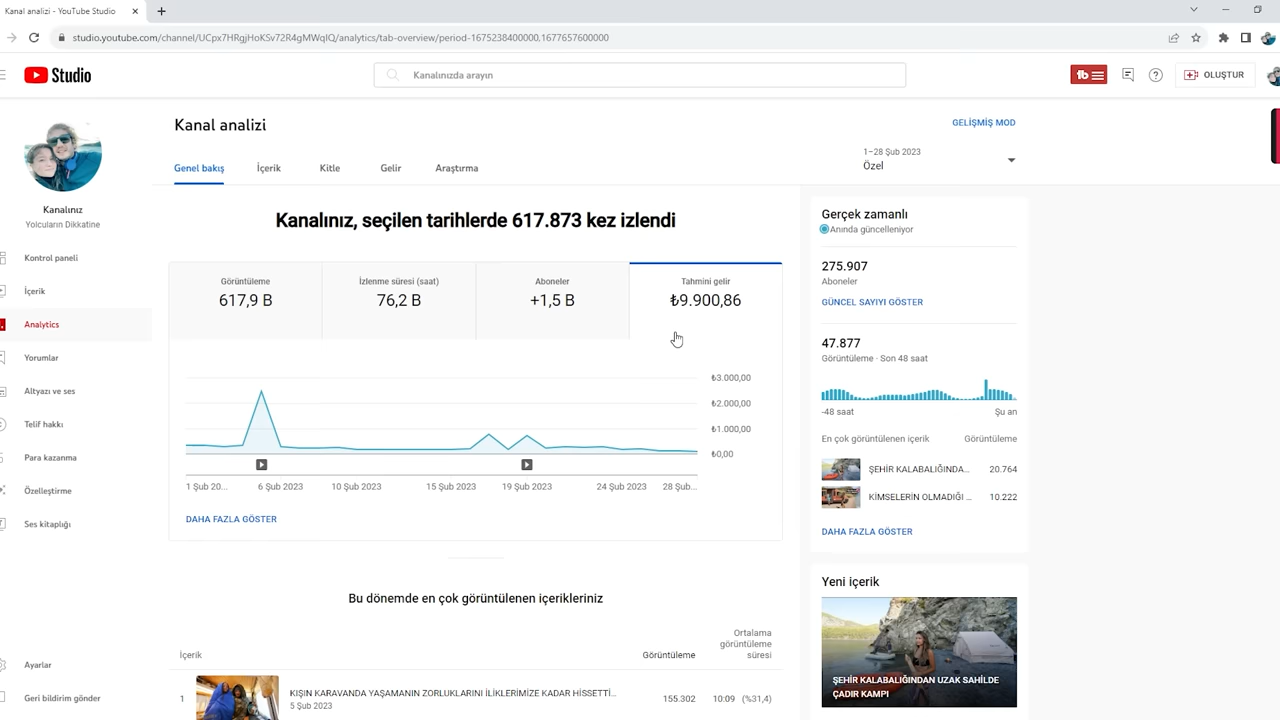 Kanal analizi - YouTube Studio
studio.youtube.com/channel/UCpx7HRgjHoKSv72R4gMWqIQ/analytics/tab-overview/period-1675238400000,1677657600000
Studio
Kanalınızda arayın
OLUŞTUR
Kanalınız
Yolcuların Dikkatine
Kontrol paneli
İçerik
Analytics
Yorumlar
Altyazı ve ses
Telif hakkı
Para kazanma
Özelleştirme
Ses kitaplığı
Ayarlar
Geri bildirim gönder
Kanal analizi
GELİŞMİŞ MOD
Genel bakış İçerik Kitle Gelir Araştırma
1–28 Şub 2023
Özel
Kanalınız, seçilen tarihlerde 617.873 kez izlendi
Görüntüleme İzlenme süresi (saat) Aboneler Tahmini gelir
617,9 B 76,2 B +1,5 B ₺9.900,86
₺3.000,00
₺2.000,00
₺1.000,00
₺0,00
1 Şub 20... 6 Şub 2023 10 Şub 2023 15 Şub 2023 19 Şub 2023 24 Şub 2023 28 Şub...
DAHA FAZLA GÖSTER
Bu dönemde en çok görüntülenen içerikleriniz
İçerik Görüntüleme Ortalama
görüntüleme
süresi
1 KIŞIN KARAVANDA YAŞAMANIN ZORLUKLARINI İLİKLERİMİZE KADAR HİSSETTİ... 155.302 10:09 (%31,4)
5 Şub 2023
Gerçek zamanlı
Anında güncelleniyor
275.907
Aboneler
GÜNCEL SAYIYI GÖSTER
47.877
Görüntüleme · Son 48 saat
-48 saat Şu an
En çok görüntülenen içerik Görüntüleme
ŞEHİR KALABALIĞINDA... 20.764
KİMSELERİN OLMADIĞI ... 10.222
DAHA FAZLA GÖSTER
Yeni içerik
ŞEHİR KALABALIĞINDAN UZAK SAHİLDE
ÇADIR KAMPI